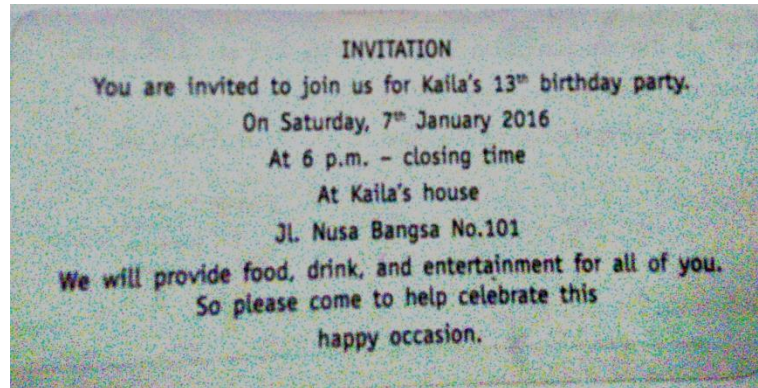 INVITATION
You are invited to join us for Kaila's 13th birthday party.
On Saturday, 7th January 2016
At 6 p.m. – closing time
At Kaila's house
Jl. Nusa Bangsa No.101
We will provide food, drink, and entertainment for all of you.
So please come to help celebrate this
happy occasion.